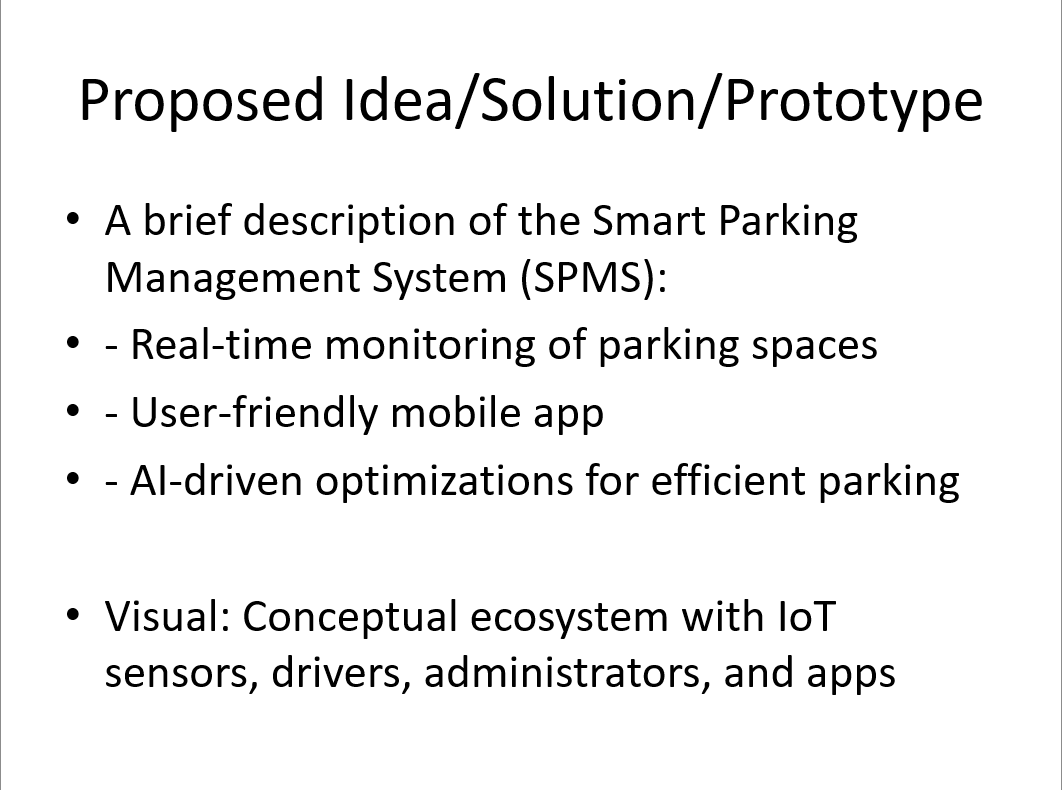 Proposed Idea/Solution/Prototype
• A brief description of the Smart Parking
Management System (SPMS):
• - Real-time monitoring of parking spaces
• - User-friendly mobile app
• - AI-driven optimizations for efficient parking
• Visual: Conceptual ecosystem with IoT
sensors, drivers, administrators, and apps